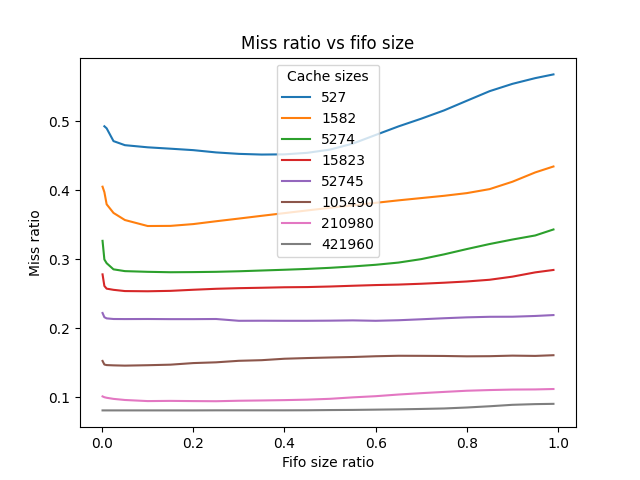 Miss ratio vs fifo size
Cache sizes
527
1582
5274
15823
52745
105490
210980
421960
0.5
0.4
0.3
0.2
0.1
Miss ratio
0.0 0.2 0.4 0.6 0.8 1.0
Fifo size ratio